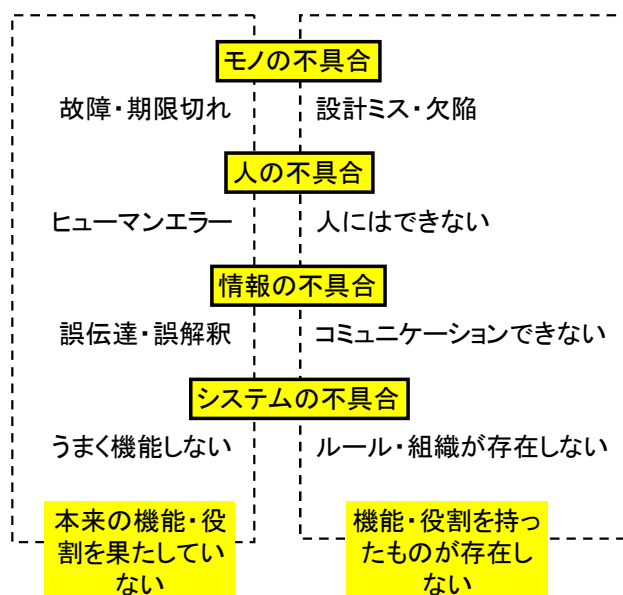 モノの不具合
故障・期限切れ
設計ミス・欠陥
人の不具合
ヒューマンエラー
人にはできない
情報の不具合
誤伝達・誤解釈
コミュニケーションできない
システムの不具合
うまく機能しない
ルール・組織が存在しない
本来の機能・役
割を果たしてい
ない
機能・役割を持っ
たものが存在し
ない